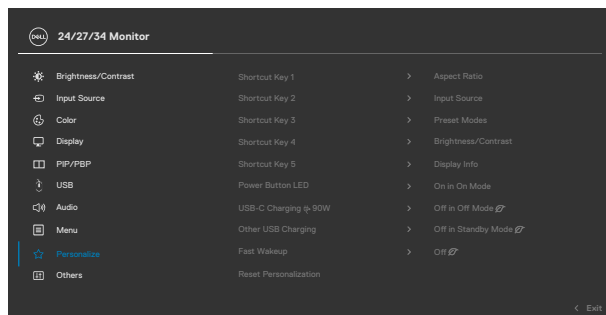 DELL 24/27/34 Monitor
Brightness/Contrast Shortcut Key 1 > Aspect Ratio
Input Source Shortcut Key 2 > Input Source
Color Shortcut Key 3 > Preset Modes
Display Shortcut Key 4 > Brightness/Contrast
PIP/PBP Shortcut Key 5 > Display Info
USB Power Button LED > On in On Mode
Audio USB-C Charging 90W > Off in Off Mode
Menu Other USB Charging > Off in Standby Mode
Personalize Fast Wakeup > Off
Others Reset Personalization
< Exit